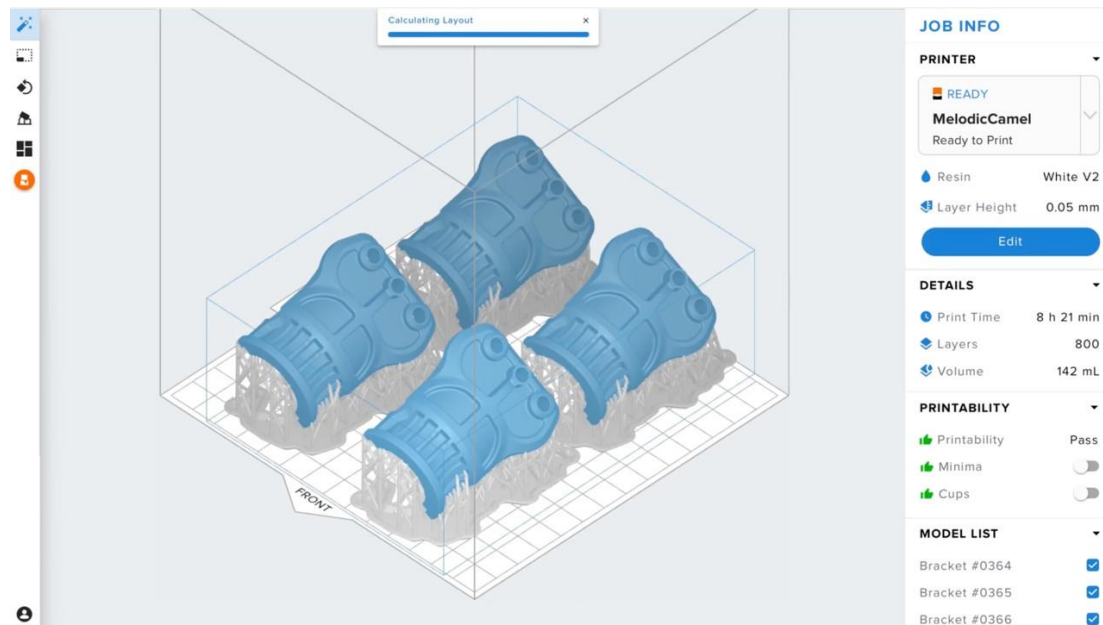 Calculating Layout
FRONT
JOB INFO
PRINTER
READY
MelodicCamel
Ready to Print
Resin White V2
Layer Height 0.05 mm
Edit
DETAILS
Print Time 8 h 21 min
Layers 800
Volume 142 mL
PRINTABILITY
Printability Pass
Minima
Cups
MODEL LIST
Bracket #0364
Bracket #0365
Bracket #0366